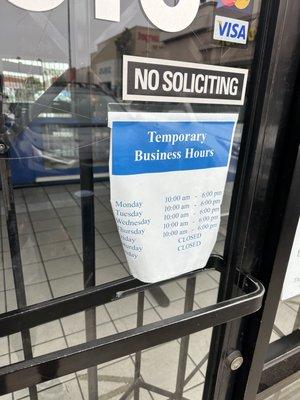 VISA
NO SOLICITING
Temporary
Business Hours
Monday 10:00 am - 6:00 pm
Tuesday 10:00 am - 6:00 pm
Wednesday 10:00 am - 6:00 pm
Thursday 10:00 am - 6:00 pm
10:00 am - 6:00 pm
CLOSED
CLOSED